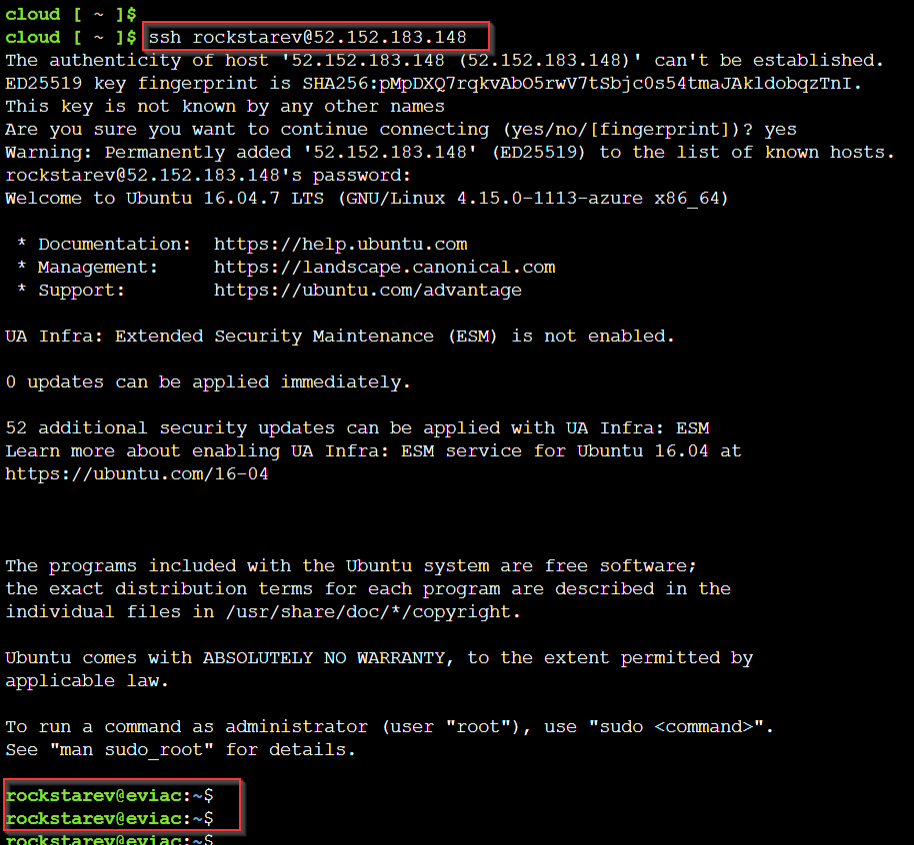 cloud [ ~ ]$
cloud [ ~ ]$ ssh rockstarev@52.152.183.148
The authenticity of host '52.152.183.148 (52.152.183.148)' can't be established.
ED25519 key fingerprint is SHA256:pMpDXQ7rqkvAbO5rwV7tSbjc0s54tmaJAkldobqzTnI.
This key is not known by any other names
Are you sure you want to continue connecting (yes/no/[fingerprint])? yes
Warning: Permanently added '52.152.183.148' (ED25519) to the list of known hosts.
rockstarev@52.152.183.148's password:
Welcome to Ubuntu 16.04.7 LTS (GNU/Linux 4.15.0-1113-azure x86_64)

 * Documentation:  https://help.ubuntu.com
 * Management:     https://landscape.canonical.com
 * Support:        https://ubuntu.com/advantage

UA Infra: Extended Security Maintenance (ESM) is not enabled.

0 updates can be applied immediately.

52 additional security updates can be applied with UA Infra: ESM
Learn more about enabling UA Infra: ESM service for Ubuntu 16.04 at
https://ubuntu.com/16-04

The programs included with the Ubuntu system are free software;
the exact distribution terms for each program are described in the
individual files in /usr/share/doc/*/copyright.

Ubuntu comes with ABSOLUTELY NO WARRANTY, to the extent permitted by
applicable law.

To run a command as administrator (user "root"), use "sudo <command>".
See "man sudo_root" for details.

rockstarev@eviac:~$
rockstarev@eviac:~$
rockstarev@eviac:~$